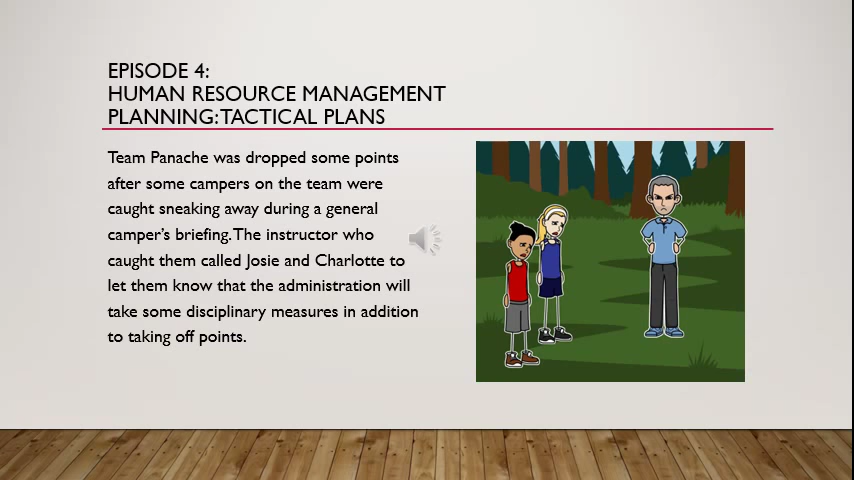 EPISODE 4:
HUMAN RESOURCE MANAGEMENT
PLANNING: TACTICAL PLANS
Team Panache was dropped some points
after some campers on the team were
caught sneaking away during a general
camper's briefing. The instructor who
caught them called Josie and Charlotte to
let them know that the administration will
take some disciplinary measures in addition
to taking off points.